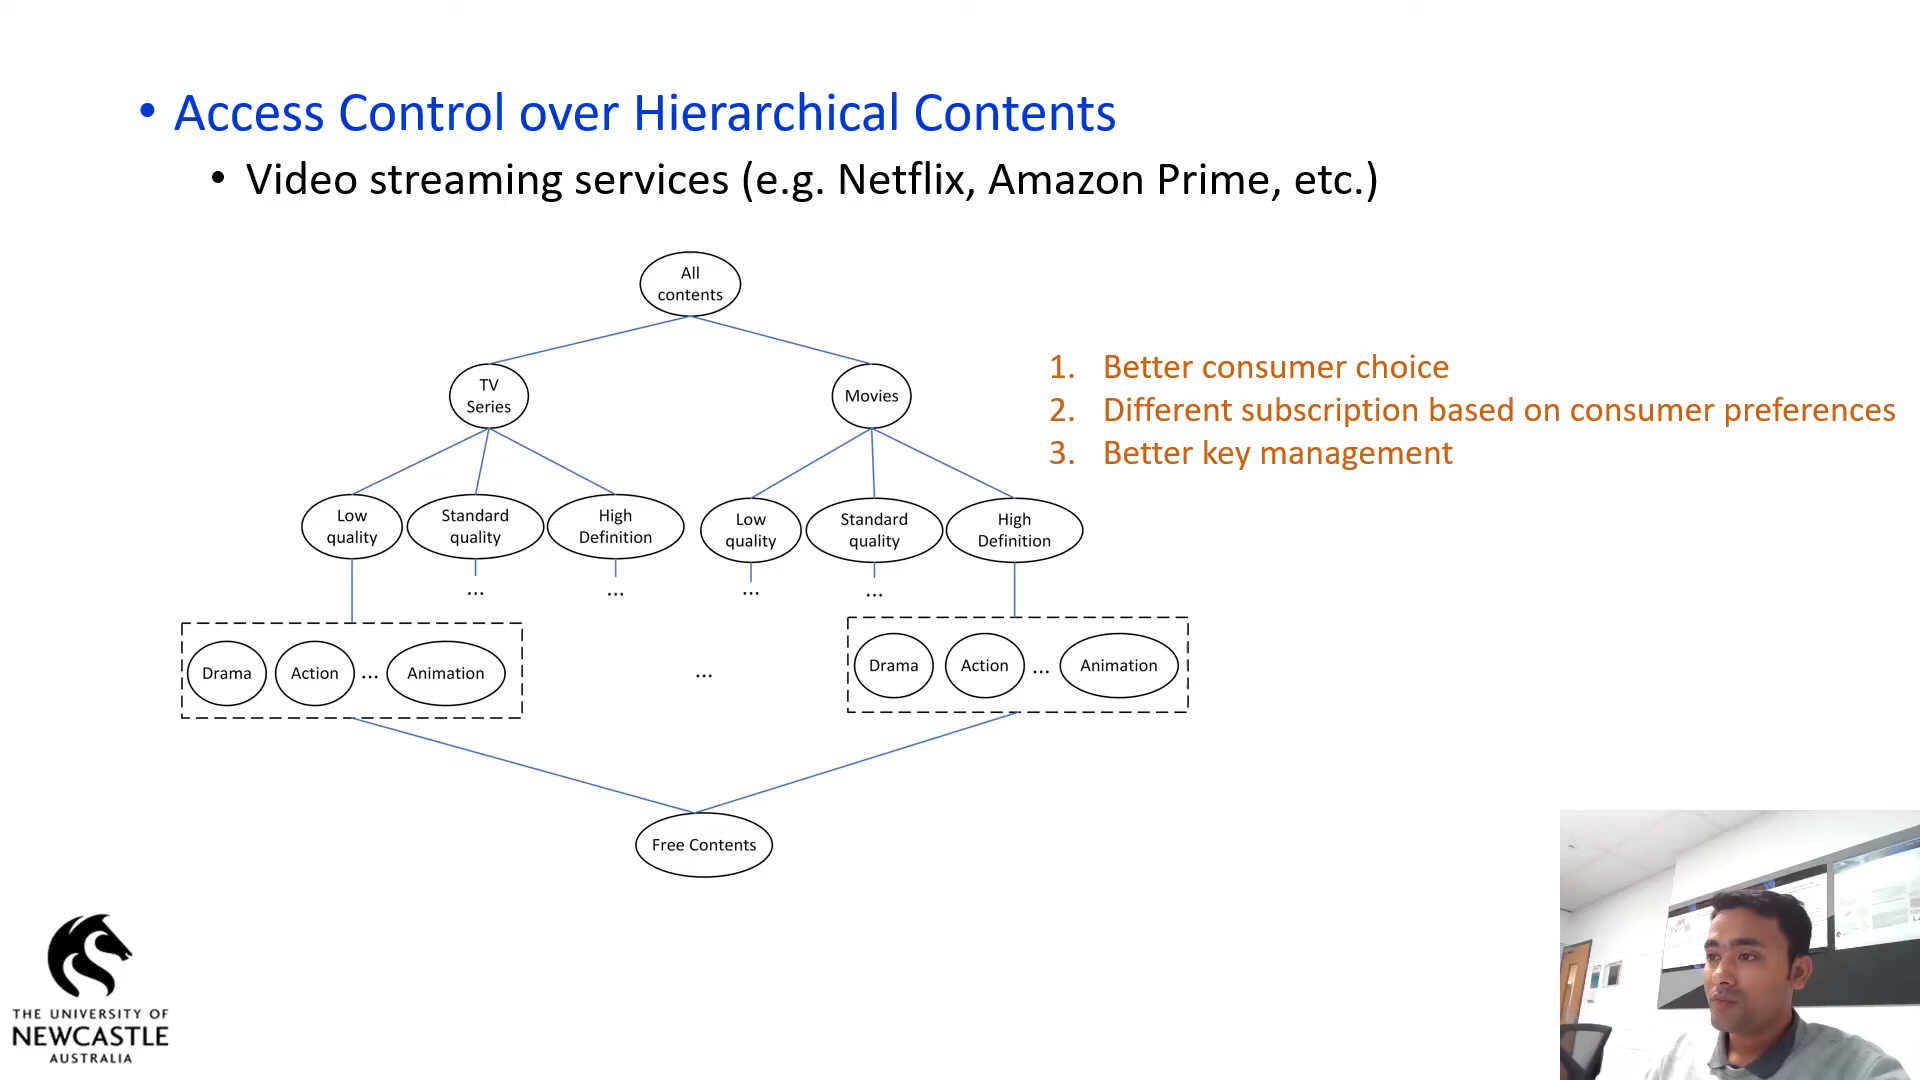 • Access Control over Hierarchical Contents
• Video streaming services (e.g. Netflix, Amazon Prime, etc.)
All
contents
TV
Series
Movies
1. Better consumer choice
2. Different subscription based on consumer preferences
3. Better key management
Low
quality
Standard
quality
High
Definition
Low
quality
Standard
quality
High
Definition
...
...
...
...
Drama
Action
...
Animation
...
Drama
Action
...
Animation
Free Contents
THE UNIVERSITY OF
NEWCASTLE
AUSTRALIA